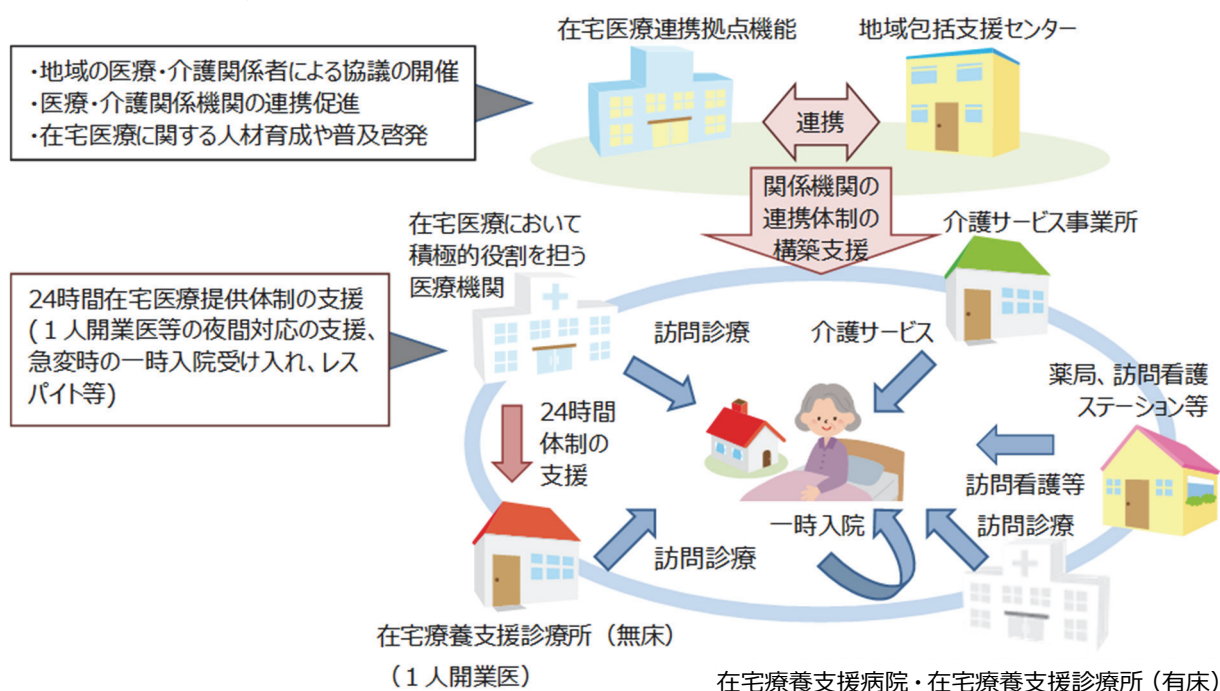 在宅医療連携拠点機能
地域包括支援センター
・地域の医療・介護関係者による協議の開催
・医療・介護関係機関の連携促進
・在宅医療に関する人材育成や普及啓発
連携
関係機関の
連携体制の
構築支援
在宅医療において
積極的役割を担う
医療機関
介護サービス事業所
24時間在宅医療提供体制の支援
(１人開業医等の夜間対応の支援、
急変時の一時入院受け入れ、レス
パイト等)
訪問診療
介護サービス
薬局、訪問看護
ステーション等
24時間
体制の
支援
訪問看護等
一時入院
訪問診療
訪問診療
在宅療養支援診療所（無床）
（１人開業医）
在宅療養支援病院・在宅療養支援診療所（有床）